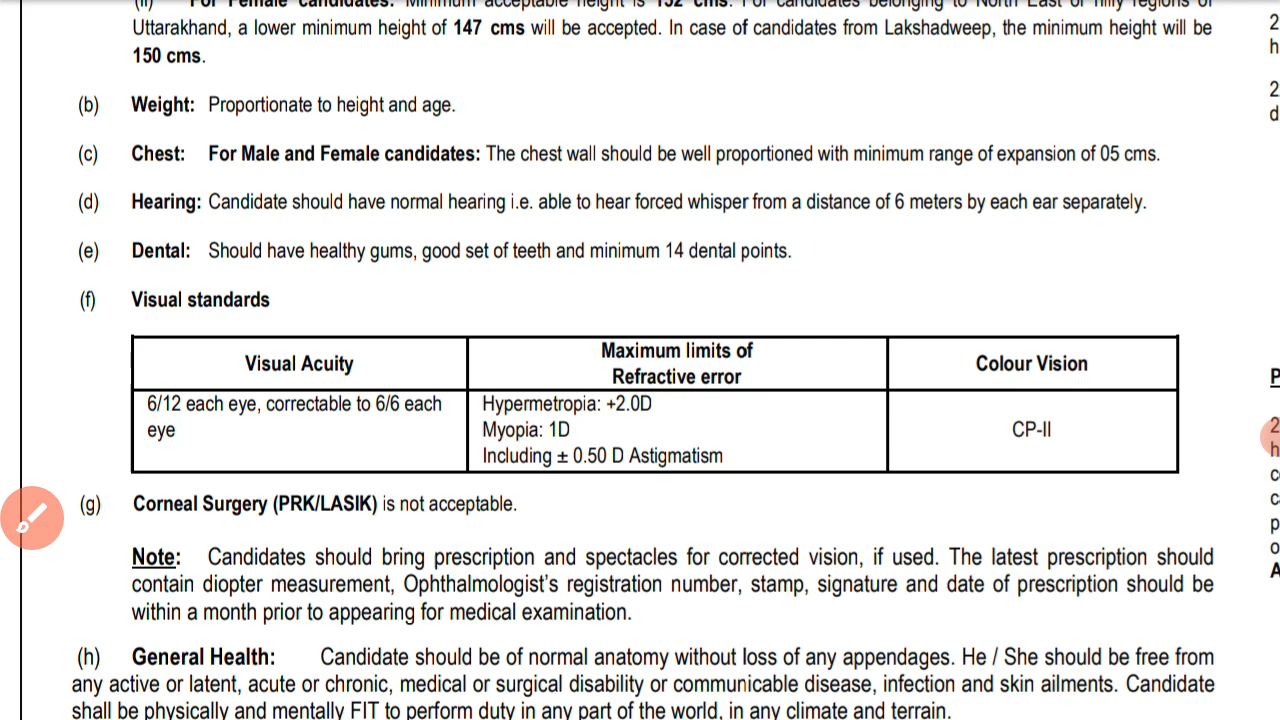 (ii) For Female candidates: Minimum acceptable height is 152 cms. For candidates belonging to North East or hilly regions of
Uttarakhand, a lower minimum height of 147 cms will be accepted. In case of candidates from Lakshadweep, the minimum height will be
150 cms.
(b) Weight: Proportionate to height and age.
(c) Chest: For Male and Female candidates: The chest wall should be well proportioned with minimum range of expansion of 05 cms.
(d) Hearing: Candidate should have normal hearing i.e. able to hear forced whisper from a distance of 6 meters by each ear separately.
(e) Dental: Should have healthy gums, good set of teeth and minimum 14 dental points.
(f) Visual standards
Visual Acuity
Maximum limits of
Refractive error
Colour Vision
6/12 each eye, correctable to 6/6 each
eye
Hypermetropia: +2.0D
Myopia: 1D
Including ± 0.50 D Astigmatism
CP-II
(g) Corneal Surgery (PRK/LASIK) is not acceptable.
Note: Candidates should bring prescription and spectacles for corrected vision, if used. The latest prescription should
contain diopter measurement, Ophthalmologist's registration number, stamp, signature and date of prescription should be
within a month prior to appearing for medical examination.
(h) General Health: Candidate should be of normal anatomy without loss of any appendages. He / She should be free from
any active or latent, acute or chronic, medical or surgical disability or communicable disease, infection and skin ailments. Candidate
shall be physically and mentally FIT to perform duty in any part of the world, in any climate and terrain.